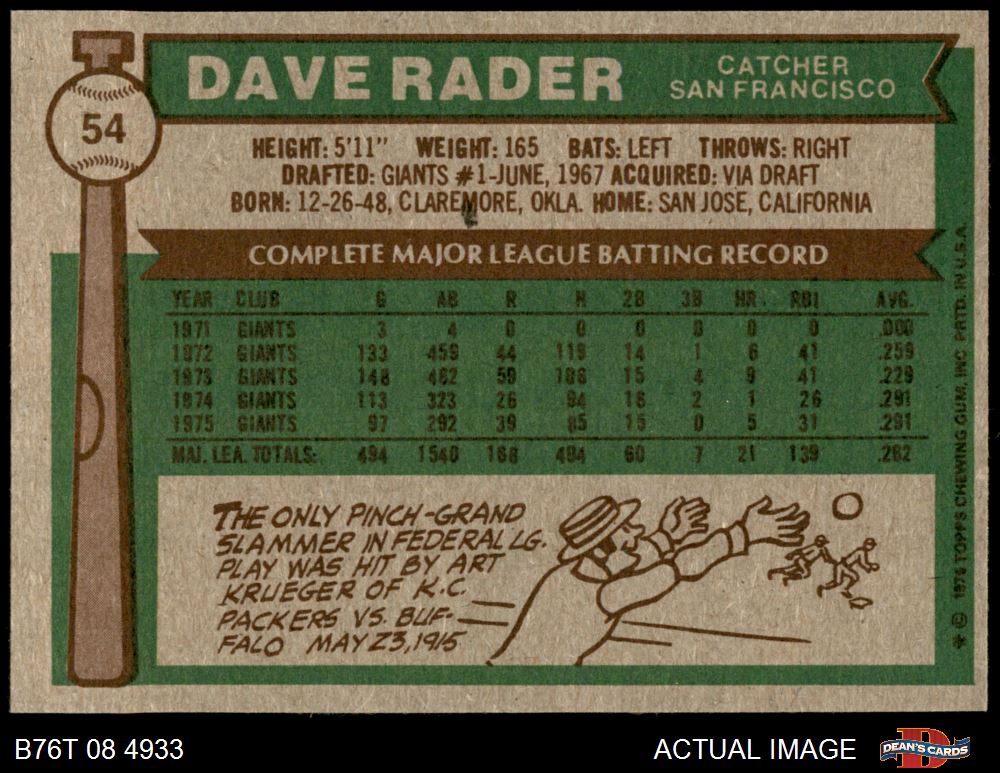 54
DAVE RADER
CATCHER
SAN FRANCISCO
HEIGHT: 5'11" WEIGHT: 165 BATS: LEFT THROWS: RIGHT
DRAFTED: GIANTS #1-JUNE, 1967 ACQUIRED: VIA DRAFT
BORN: 12-26-48, CLAREMORE, OKLA. HOME: SAN JOSE, CALIFORNIA
COMPLETE MAJOR LEAGUE BATTING RECORD
YEAR CLUB G AB R H 2B 3B HR RBI AVG.
1971 GIANTS 3 4 0 0 0 0 0 0 .000
1972 GIANTS 133 459 44 119 14 1 6 41 .259
1973 GIANTS 148 462 59 106 15 4 9 41 .229
1974 GIANTS 113 323 26 94 16 2 1 26 .291
1975 GIANTS 97 292 39 85 15 0 5 31 .291
MAJ. LEA. TOTALS: 494 1540 168 404 60 7 21 139 .262
THE ONLY PINCH-GRAND
SLAMMER IN FEDERAL LG.
PLAY WAS HIT BY ART
KRUEGER OF K.C.
PACKERS VS. BUF-
FALO MAY 23, 1915
* © 1976 TOPPS CHEWING GUM, INC. PRTD. IN U.S.A.
B76T 08 4933
ACTUAL IMAGE
DEAN'S CARDS